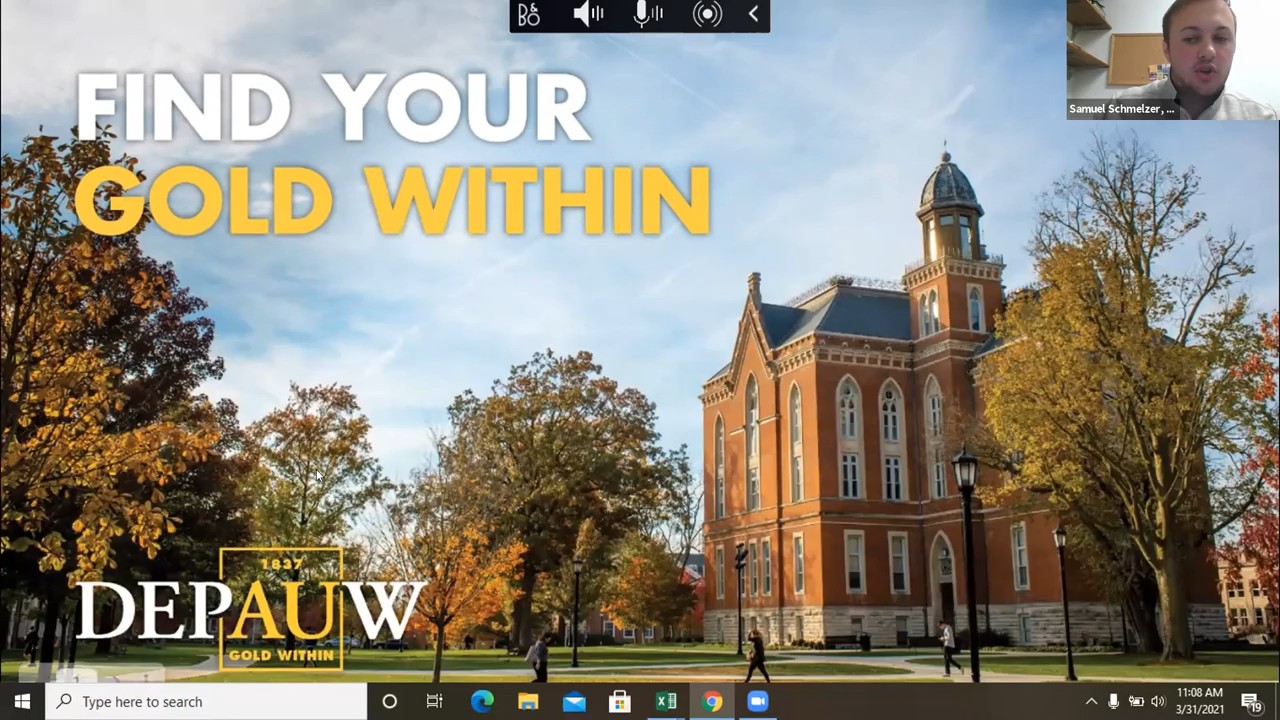 B&O
Samuel Schmelzer, ...
FIND YOUR
GOLD WITHIN
1837
DEPAUW
GOLD WITHIN
Type here to search
11:08 AM
3/31/2021
19